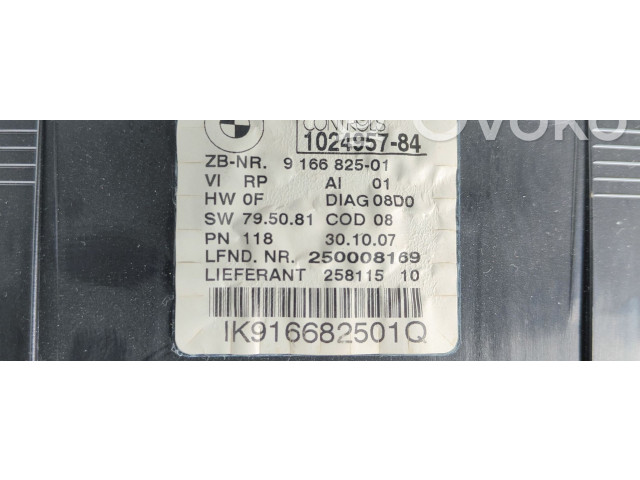 CONTROLS
1024957-84
ZB-NR. 9 166 825-01
VI RP AI 01
HW 0F DIAG 08D0
SW 79.50.81 COD 08
PN 118 30.10.07
LFND. NR. 250008169
LIEFERANT 258115 10
IK916682501Q
OVOKO